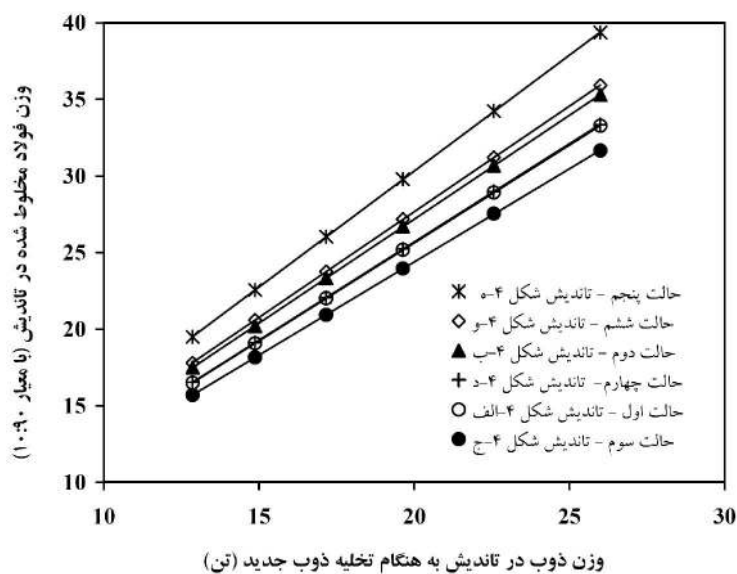 وزن فولاد مخلوط شده در تاندیش (با معیار ۱۰:۹۰)
40
35
30
25
20
15
10
حالت پنجم – تاندیش شکل ۴-ه
حالت ششم – تاندیش شکل ۴-و
حالت دوم – تاندیش شکل ۴-ب
حالت چهارم– تاندیش شکل ۴-د
حالت اول – تاندیش شکل ۴-الف
حالت سوم – تاندیش شکل ۴-ج
10 15 20 25 30
وزن ذوب در تاندیش به هنگام تخلیه ذوب جدید (تن)